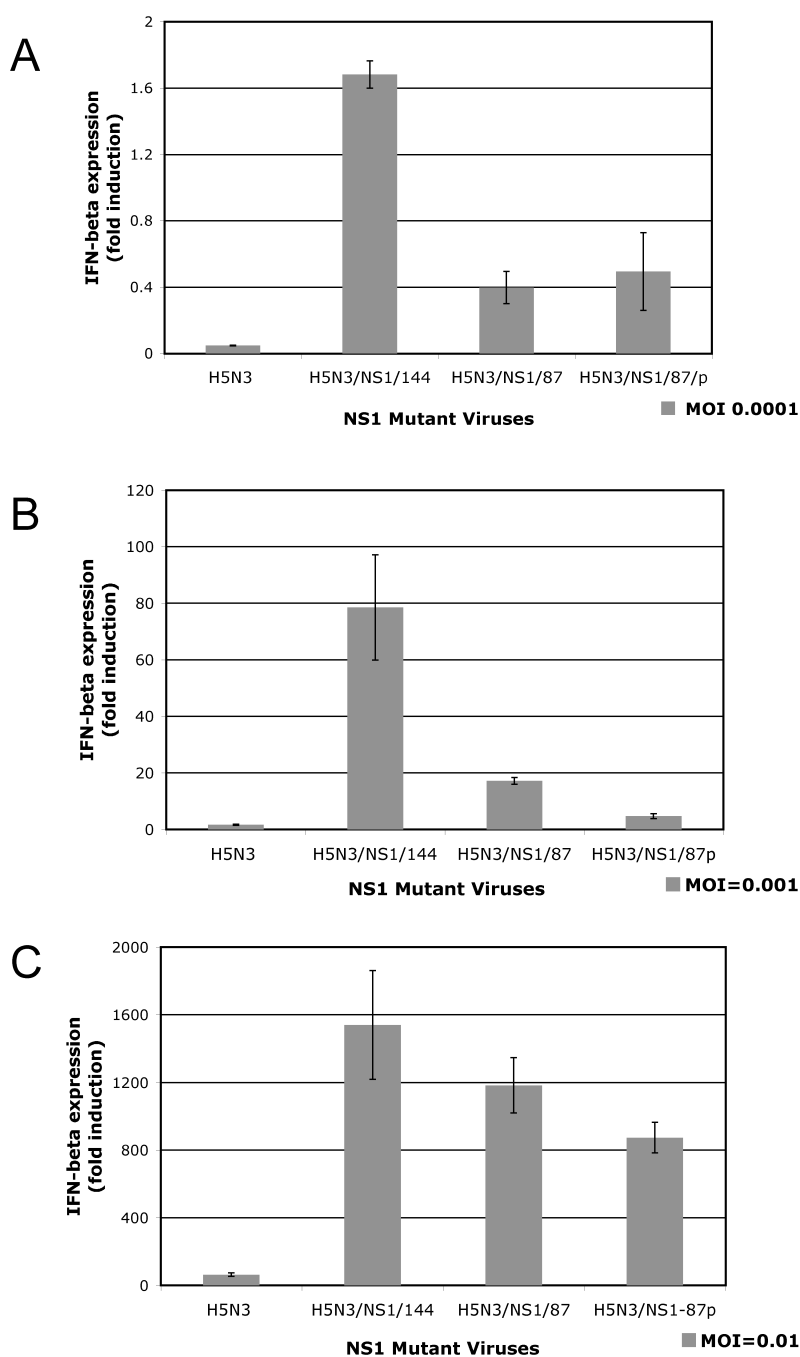 A
IFN-beta expression
(fold induction)
2
1.6
1.2
0.8
0.4
0
H5N3 H5N3/NS1/144 H5N3/NS1/87 H5N3/NS1/87/p
NS1 Mutant Viruses
MOI 0.0001
B
IFN-beta expression
(fold induction)
120
100
80
60
40
20
0
H5N3 H5N3/NS1/144 H5N3/NS1/87 H5N3/NS1/87p
NS1 Mutant Viruses
MOI=0.001
C
IFN-beta expression
(fold induction)
2000
1600
1200
800
400
0
H5N3 H5N3/NS1/144 H5N3/NS1/87 H5N3/NS1-87p
NS1 Mutant Viruses
MOI=0.01